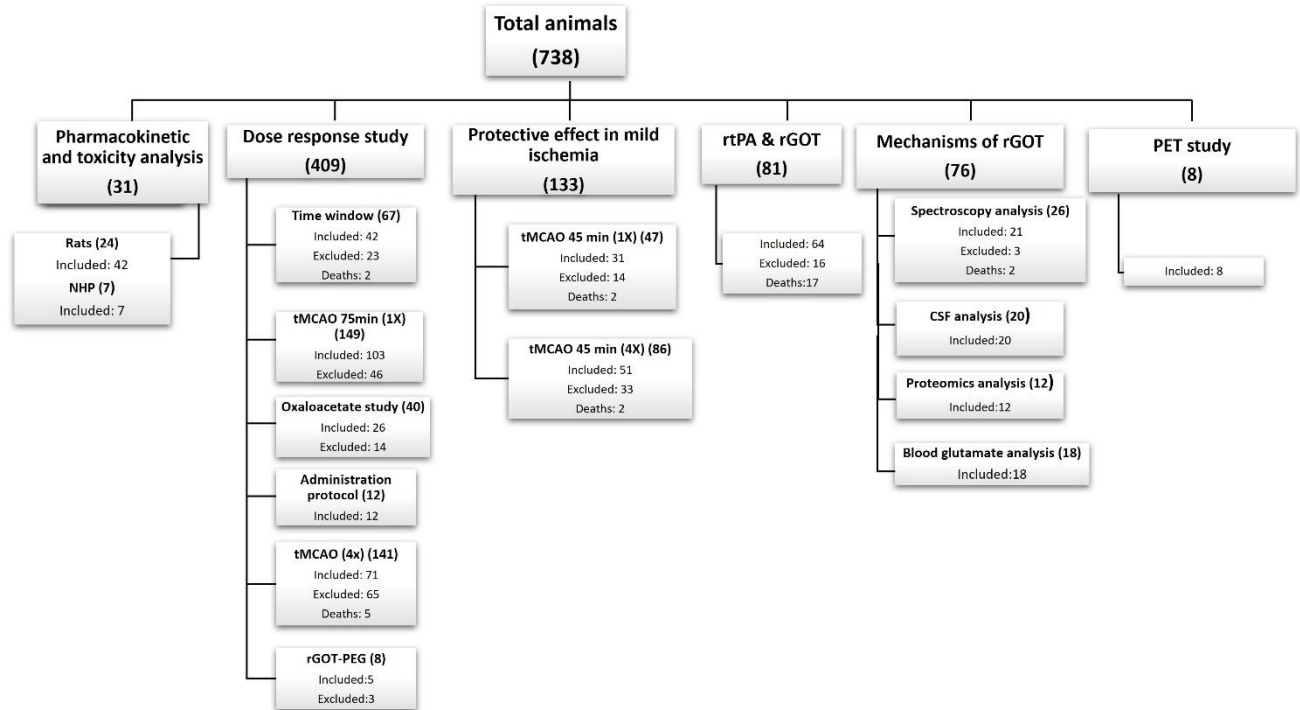 Total animals
(738)
Pharmacokinetic
and toxicity analysis
(31)
Rats (24)
Included: 42
NHP (7)
Included: 7
Dose response study
(409)
Time window (67)
Included: 42
Excluded: 23
Deaths: 2
tMCAO 75min (1X)
(149)
Included: 103
Excluded: 46
Oxaloacetate study (40)
Included: 26
Excluded: 14
Administration
protocol (12)
Included: 12
tMCAO (4x) (141)
Included: 71
Excluded: 65
Deaths: 5
rGOT-PEG (8)
Included:5
Excluded:3
Protective effect in mild
ischemia
(133)
tMCAO 45 min (1X) (47)
Included: 31
Excluded: 14
Deaths: 2
tMCAO 45 min (4X) (86)
Included: 51
Excluded: 33
Deaths: 2
rtPA & rGOT
(81)
Included: 64
Excluded: 16
Deaths:17
Mechanisms of rGOT
(76)
Spectroscopy analysis (26)
Included: 21
Excluded: 3
Deaths: 2
CSF analysis (20)
Included:20
Proteomics analysis (12)
Included:12
Blood glutamate analysis (18)
Included:18
PET study
(8)
Included: 8